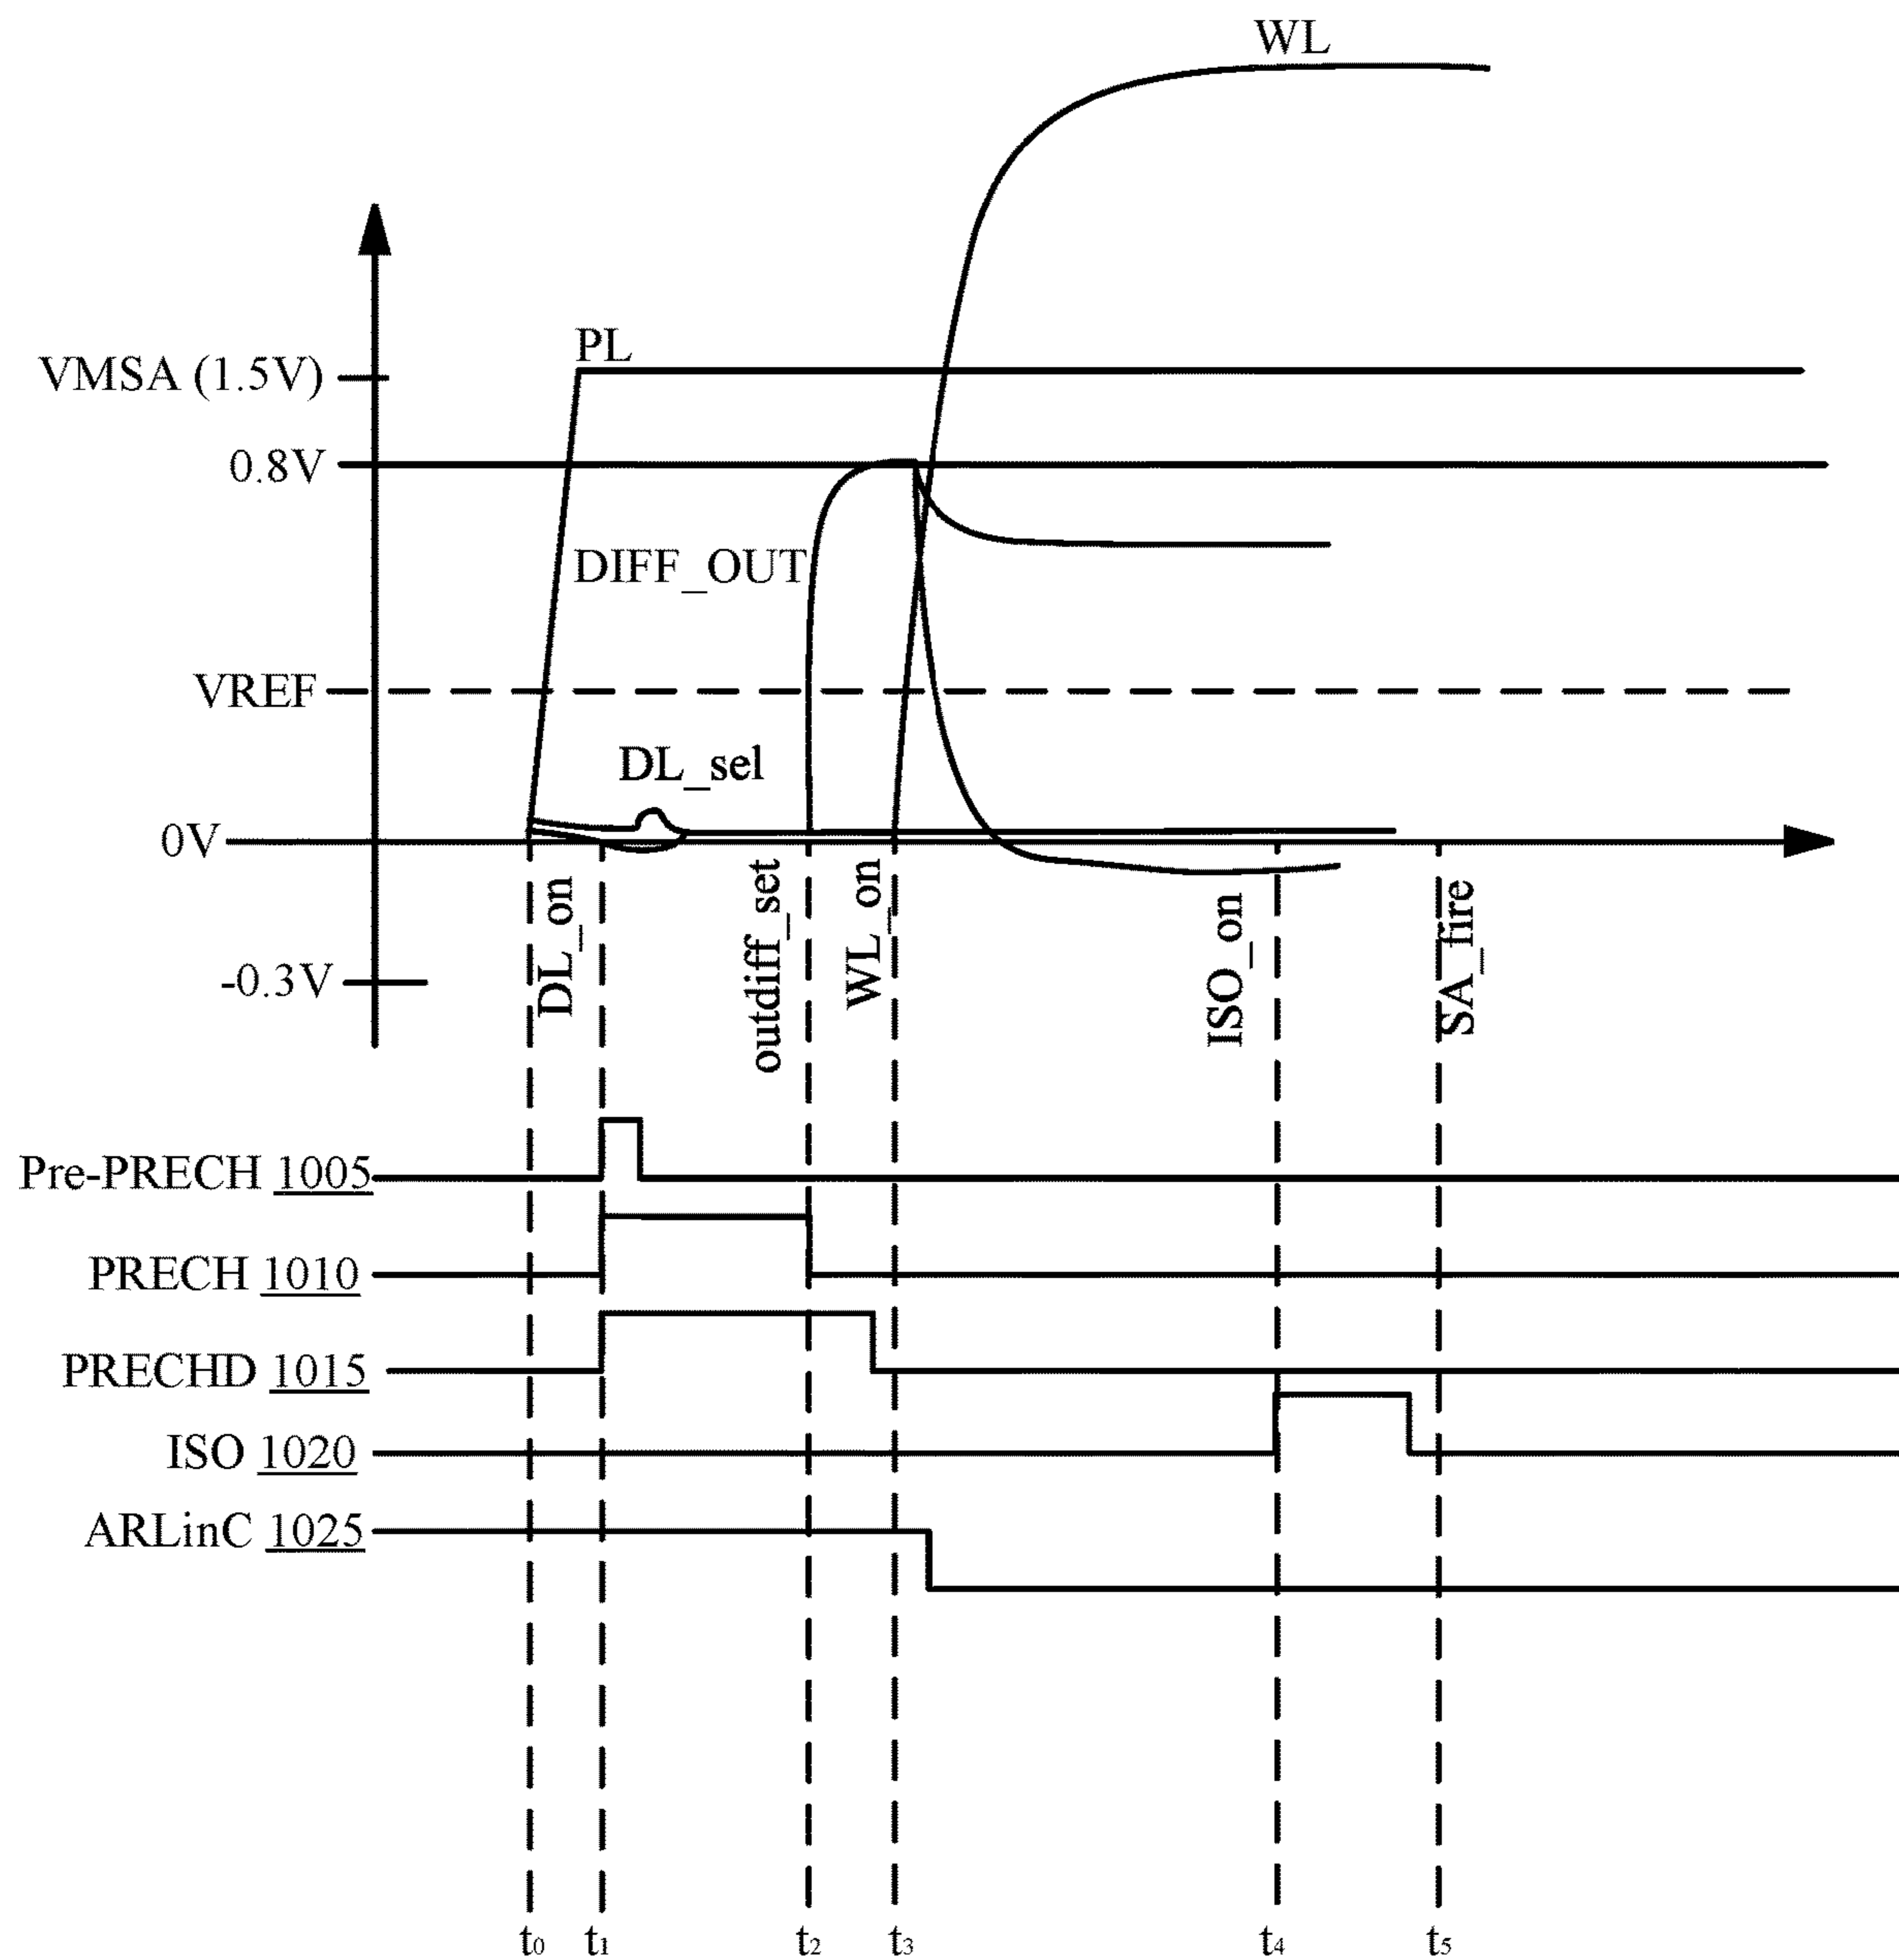 WL
PL
VMSA (1.5V)
0.8V
DIFF_OUT
VREF
DL_sel
0V
DL_on
outdiff_set
WL_on
ISO_on
SA_fire
-0.3V
Pre-PRECH 1005
PRECH 1010
PRECHD 1015
ISO 1020
ARLinC 1025
t0 t1 t2 t3 t4 t5